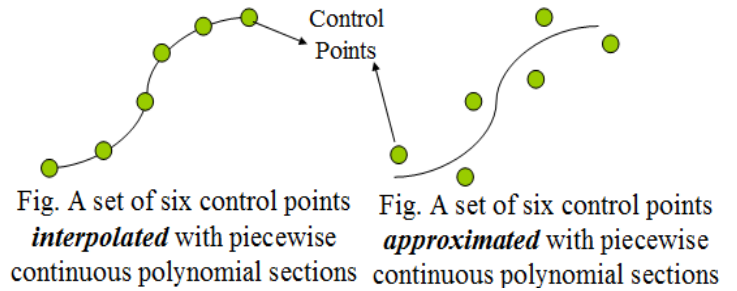 Control
Points
Fig. A set of six control points
interpolated with piecewise
continuous polynomial sections
Fig. A set of six control points
approximated with piecewise
continuous polynomial sections